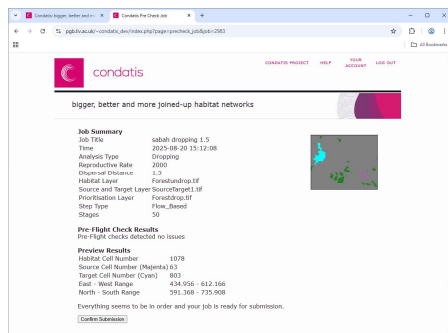 Condatis: bigger, better and m
Condatis Pre Check Job
pgb.liv.ac.uk/~condatis_dev/index.php?page=precheck_job&job=2983
All Bookmarks
condatis
CONDATIS PROJECT HELP YOUR ACCOUNT LOG OUT
bigger, better and more joined-up habitat networks
Job Summary
Job Title sabah dropping 1.5
Time 2025-08-20 15:12:08
Analysis Type Dropping
Reproductive Rate 2000
Dispersal Distance 1.5
Habitat Layer Forestundrop.tif
Source and Target Layer SourceTarget1.tif
Prioritisation Layer Forestdrop.tif
Step Type Flow_Based
Stages 50
Pre-Flight Check Results
Pre-Flight checks detected no issues
Preview Results
Habitat Cell Number 1078
Source Cell Number (Majenta) 63
Target Cell Number (Cyan) 803
East - West Range 434.956 - 612.166
North - South Range 591.368 - 735.908
Everything seems to be in order and your job is ready for submission.
Confirm Submission